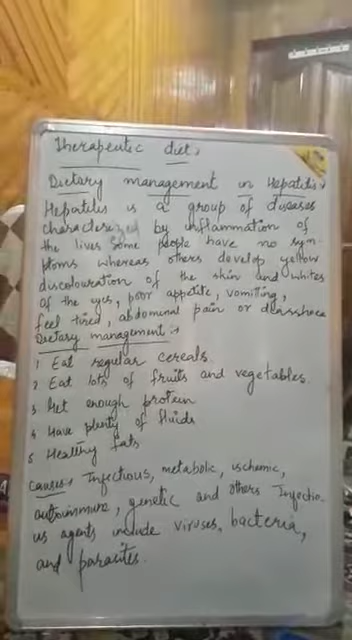 Therapeutic diet:
Dietary management in Hepatitis:
Hepatitis is a group of diseases
characterized by inflammation of
the liver some people have no sym-
ptoms whereas others develop yellow
discolouration of the skin and whites
of the eyes, poor appetite, vomitting,
feel tired, abdominal pain or diarrhoea
Dietary management:-
1 Eat regular cereals.
2 Eat lots of fruits and vegetables.
3 Get enough protein
4 Have plenty of fluids
5 Healthy fats
Causes: Infectious, metabolic, ischemic,
autoimmune, genetic and others Infectio-
us agents include viruses, bacteria,
and parasites.